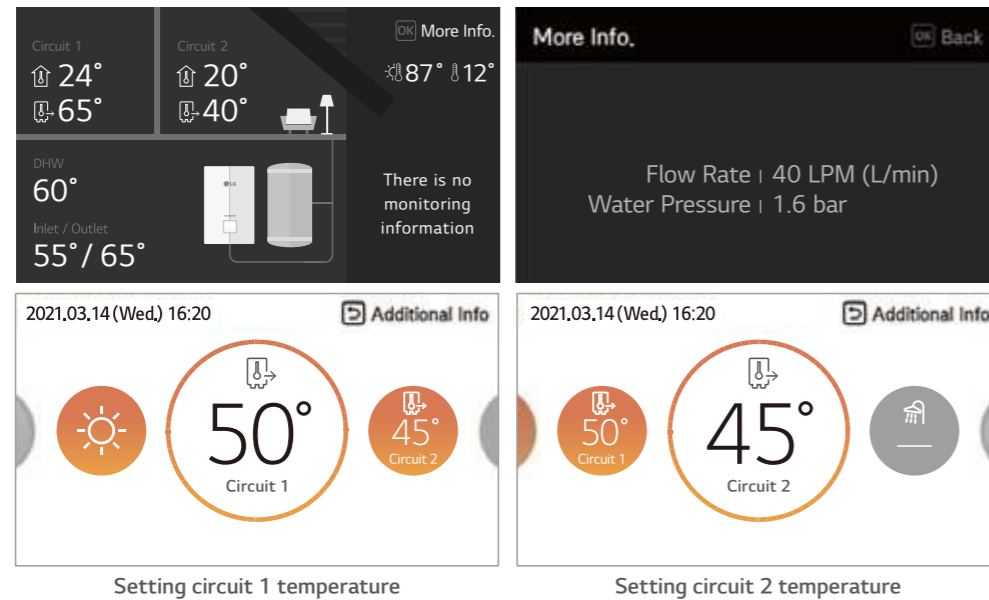 Circuit 1
24°
65°
Circuit 2
20°
40°
OK More Info.
87° 12°
DHW
60°
Inlet / Outlet
55°/ 65°
LG
There is no
monitoring
information
More Info.
OK Back
Flow Rate | 40 LPM (L/min)
Water Pressure | 1.6 bar
2021.03.14 (Wed.) 16:20
Additional Info
50°
Circuit 1
45°
Circuit 2
Setting circuit 1 temperature
2021.03.14 (Wed.) 16:20
Additional Info
50°
Circuit 1
45°
Circuit 2
Setting circuit 2 temperature